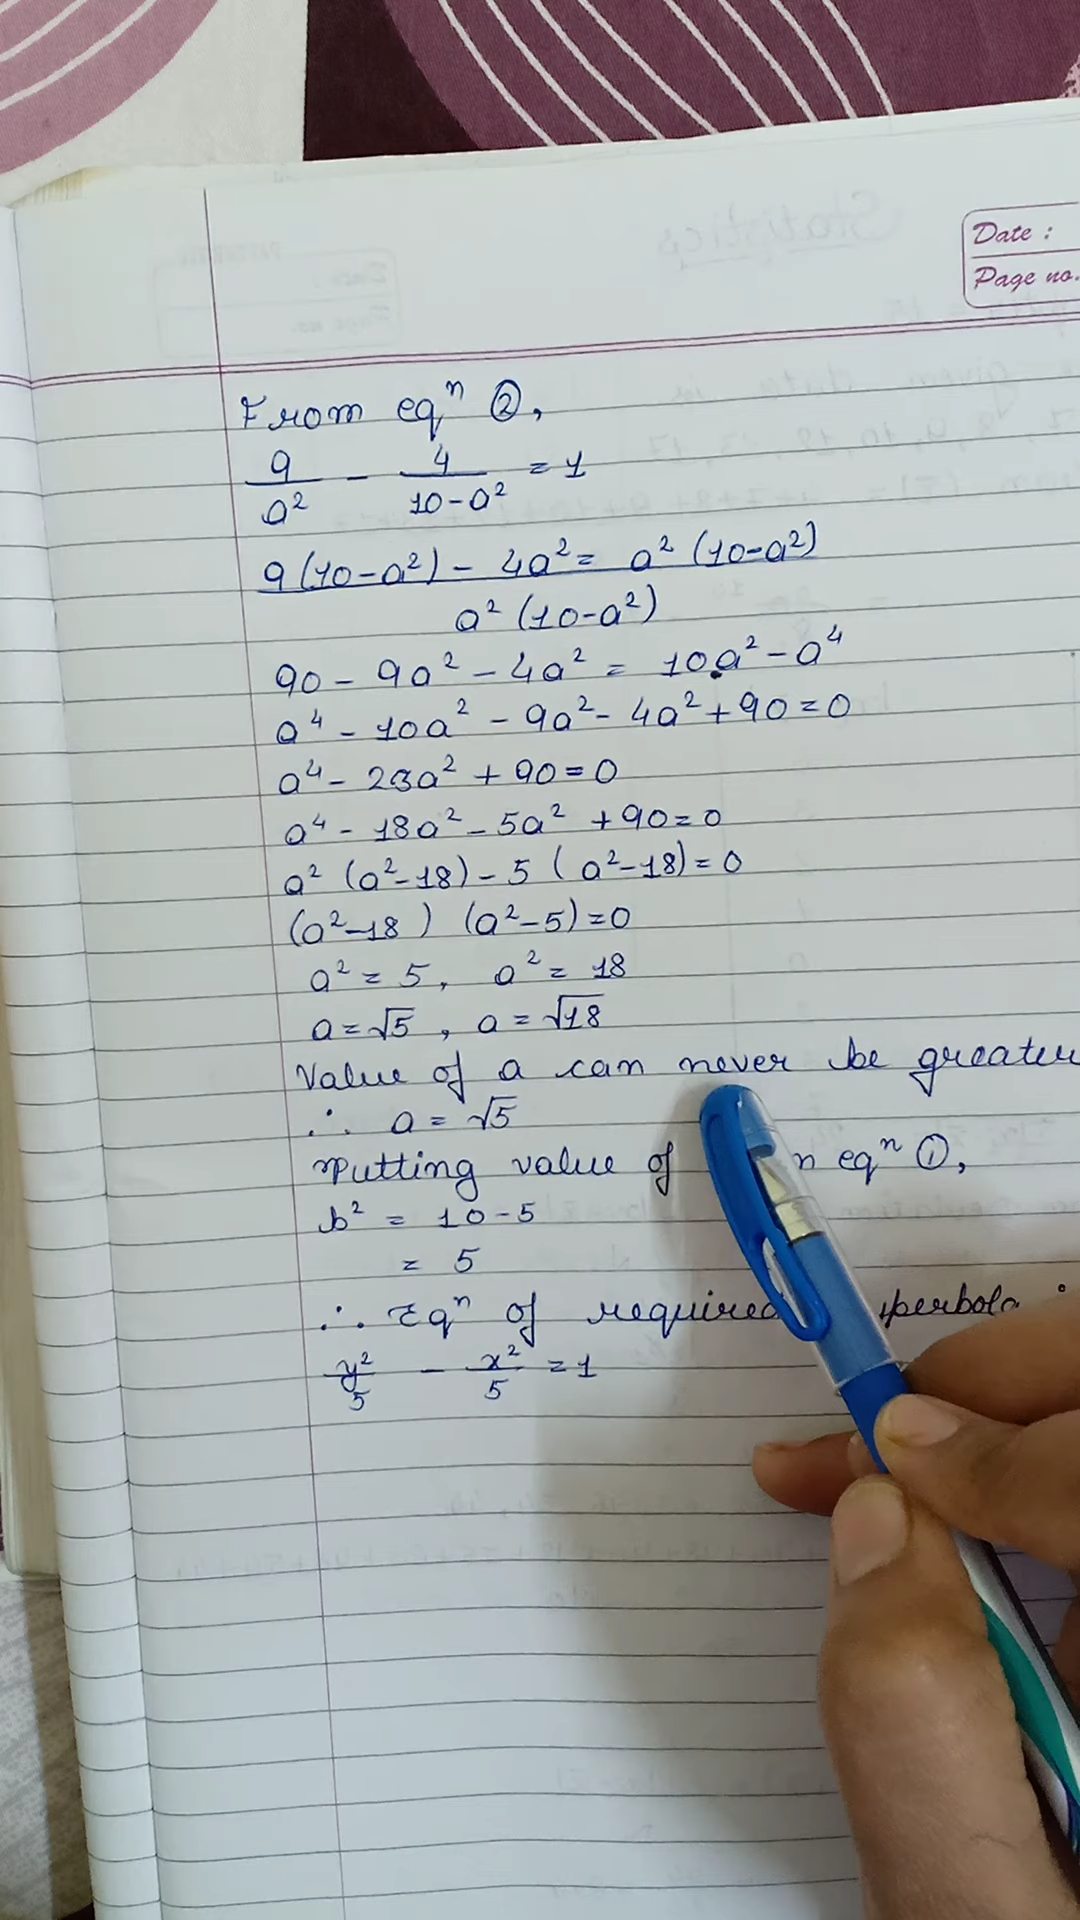 Date :
Page no.
From eqⁿ ②,
9/a² - 4/10-a² = 1
9(10-a²) - 4a² = a² (10-a²)
a² (10-a²)
90 - 9a² - 4a² = 10a² - a⁴
a⁴ - 10a² - 9a² - 4a² + 90 = 0
a⁴ - 23a² + 90 = 0
a⁴ - 18a² - 5a² + 90 = 0
a² (a²-18) - 5 (a²-18) = 0
(a²-18) (a²-5) = 0
a² = 5, a² = 18
a = √5, a = √18
Value of a can never be greater
∴ a = √5
Putting value of eqⁿ ①,
b² = 10-5
= 5
∴ Eqⁿ of required
y²/5 - x²/5 = 1